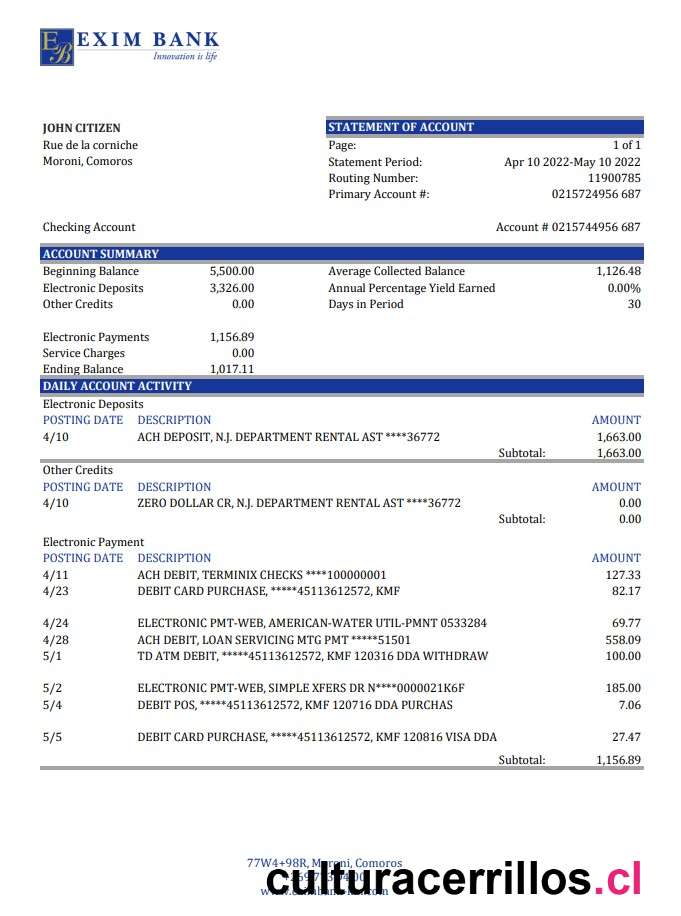 EB EXIM BANK
Innovation is life
JOHN CITIZEN
Rue de la corniche
Moroni, Comoros
STATEMENT OF ACCOUNT
Page: 1 of 1
Statement Period: Apr 10 2022-May 10 2022
Routing Number: 11900785
Primary Account #: 0215724956 687
Checking Account Account # 0215744956 687
ACCOUNT SUMMARY
Beginning Balance 5,500.00 Average Collected Balance 1,126.48
Electronic Deposits 3,326.00 Annual Percentage Yield Earned 0.00%
Other Credits 0.00 Days in Period 30
Electronic Payments 1,156.89
Service Charges 0.00
Ending Balance 1,017.11
DAILY ACCOUNT ACTIVITY
Electronic Deposits
POSTING DATE DESCRIPTION AMOUNT
4/10 ACH DEPOSIT, N.J. DEPARTMENT RENTAL AST ****36772 1,663.00
Subtotal: 1,663.00
Other Credits
POSTING DATE DESCRIPTION AMOUNT
4/10 ZERO DOLLAR CR, N.J. DEPARTMENT RENTAL AST ****36772 0.00
Subtotal: 0.00
Electronic Payment
POSTING DATE DESCRIPTION AMOUNT
4/11 ACH DEBIT, TERMINIX CHECKS ****100000001 127.33
4/23 DEBIT CARD PURCHASE, *****45113612572, KMF 82.17
4/24 ELECTRONIC PMT-WEB, AMERICAN-WATER UTIL-PMNT 0533284 69.77
4/28 ACH DEBIT, LOAN SERVICING MTG PMT *****51501 558.09
5/1 TD ATM DEBIT, *****45113612572, KMF 120316 DDA WITHDRAW 100.00
5/2 ELECTRONIC PMT-WEB, SIMPLE XFERS DR N****0000021K6F 185.00
5/4 DEBIT POS, *****45113612572, KMF 120716 DDA PURCHAS 7.06
5/5 DEBIT CARD PURCHASE, *****45113612572, KMF 120816 VISA DDA 27.47
Subtotal: 1,156.89
77W4+98R, Moroni, Comoros
culturacerrillos.cl